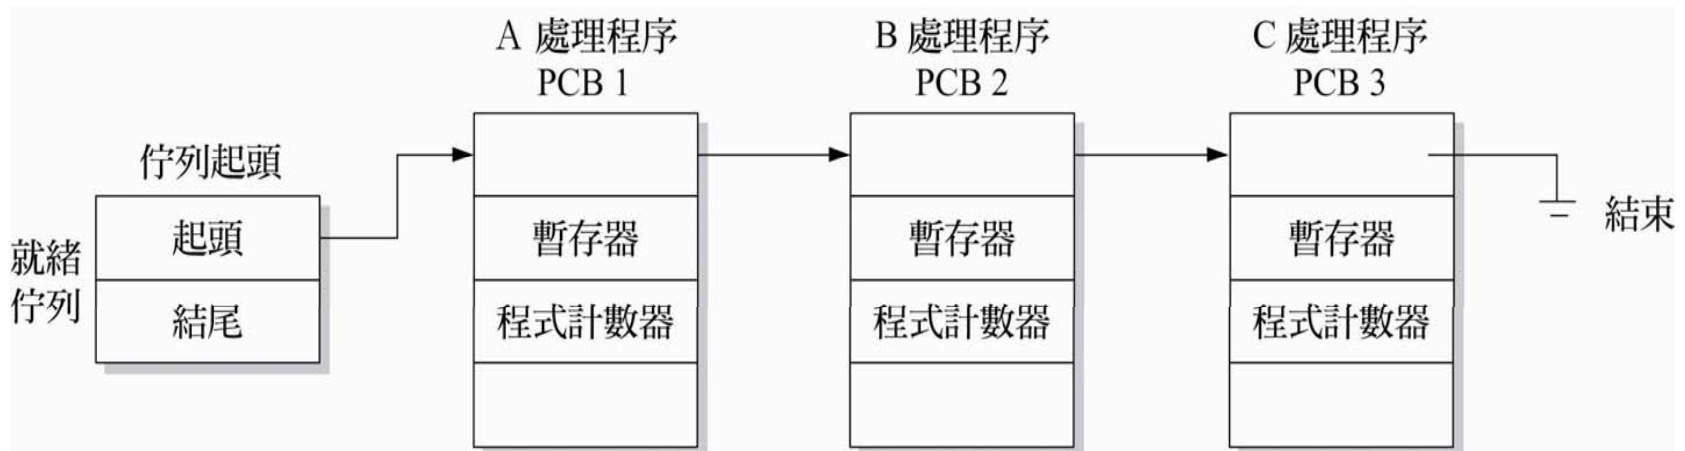 A 處理程序
PCB 1
B 處理程序
PCB 2
C 處理程序
PCB 3
佇列起頭
就緒
佇列
起頭
結尾
暫存器
程式計數器
暫存器
程式計數器
暫存器
程式計數器
結束